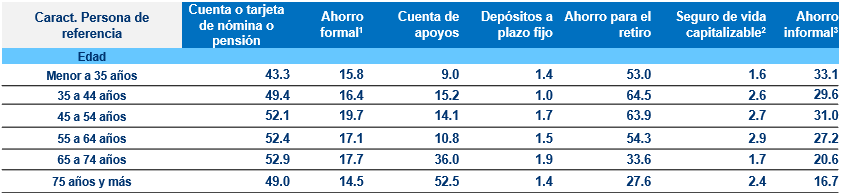 Caract. Persona de referencia Cuenta o tarjeta de nómina o pensión Ahorro formal¹ Cuenta de apoyos Depósitos a plazo fijo Ahorro para el retiro Seguro de vida capitalizable² Ahorro informal³
Edad
Menor a 35 años 43.3 15.8 9.0 1.4 53.0 1.6 33.1
35 a 44 años 49.4 16.4 15.2 1.0 64.5 2.6 29.6
45 a 54 años 52.1 19.7 14.1 1.7 63.9 2.7 31.0
55 a 64 años 52.4 17.1 10.8 1.5 54.3 2.9 27.2
65 a 74 años 52.9 17.7 36.0 1.9 33.6 1.7 20.6
75 años y más 49.0 14.5 52.5 1.4 27.6 2.4 16.7